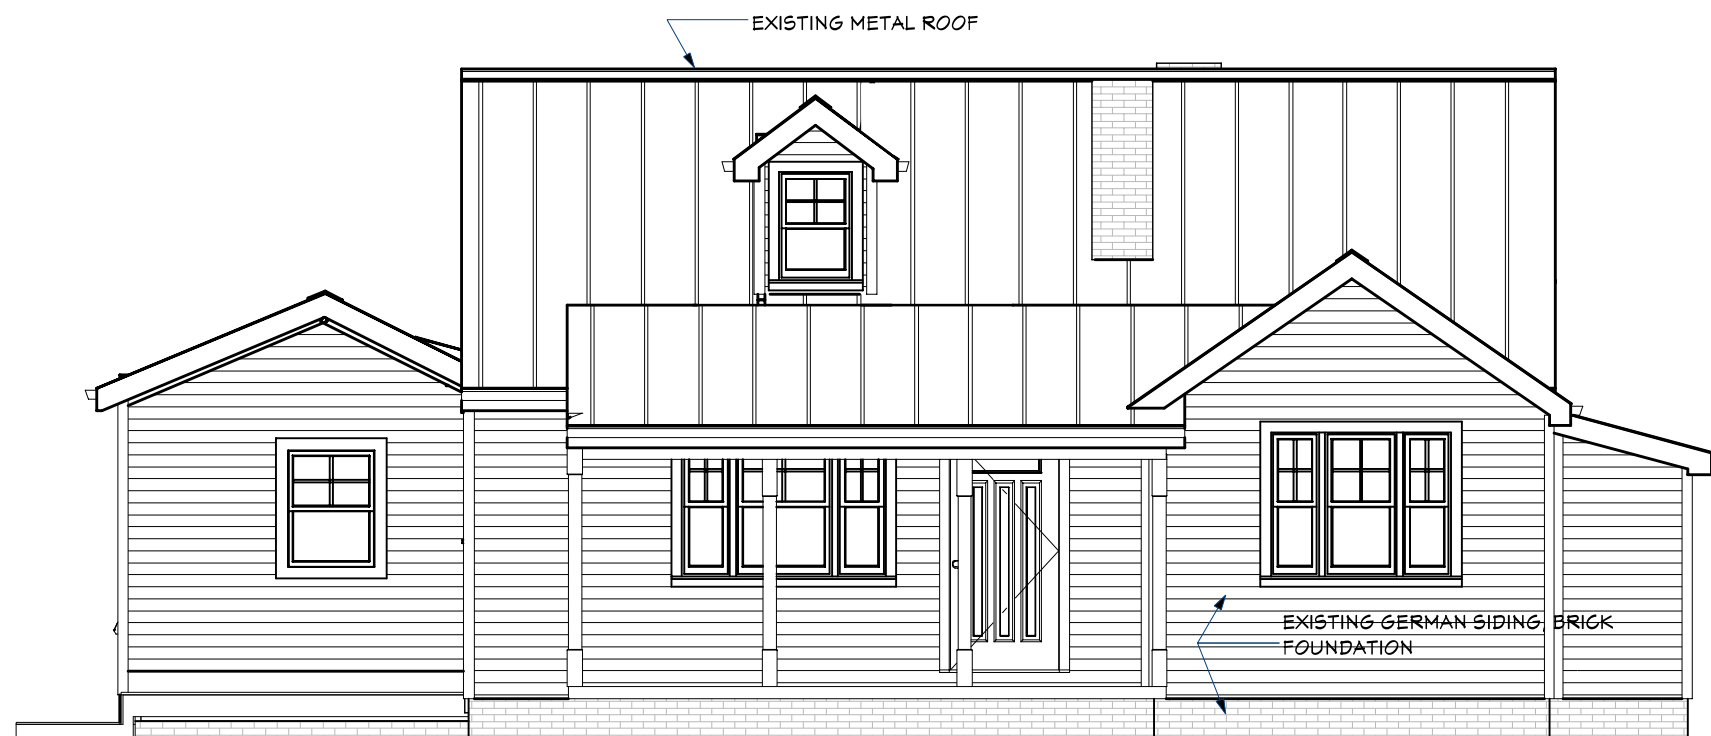 EXISTING METAL ROOF
EXISTING GERMAN SIDING, BRICK
FOUNDATION